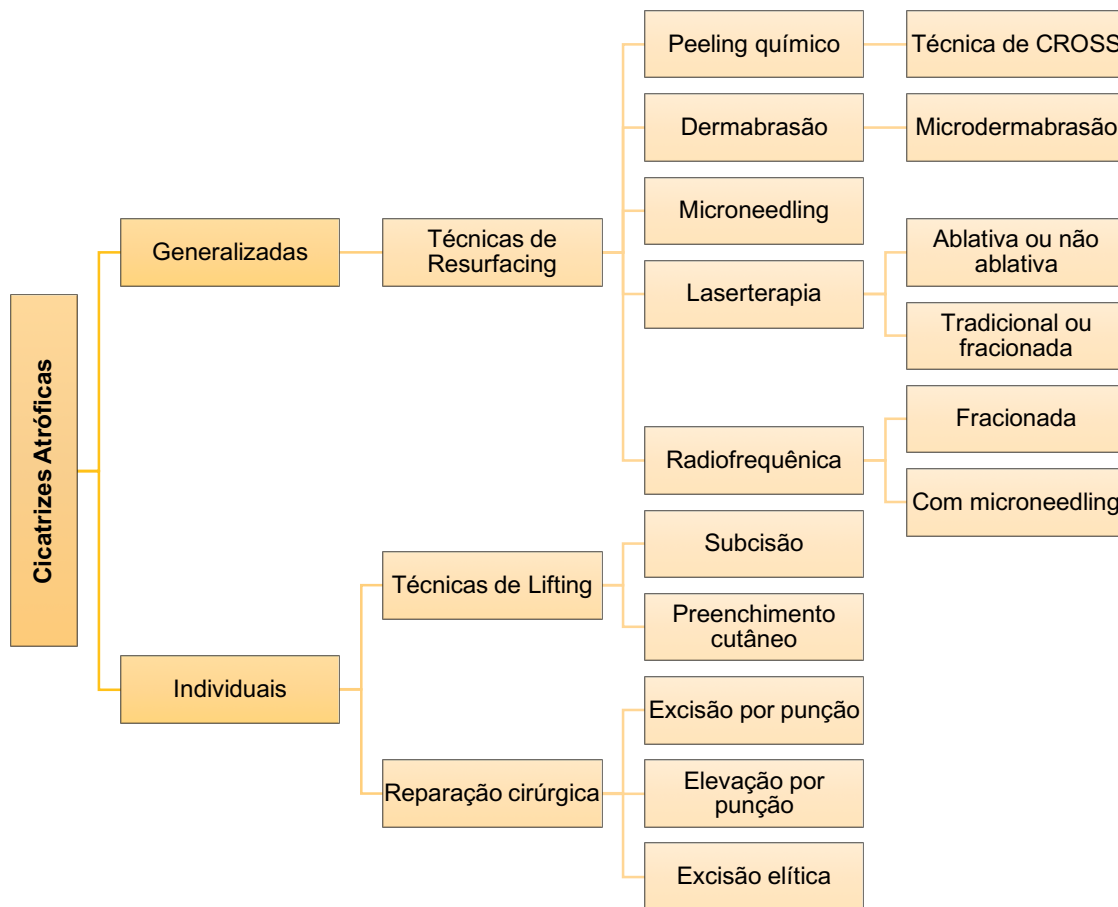 Cicatrizes Atróficas
Generalizadas
Técnicas de
Resurfacing
Peeling químico
Técnica de CROSS
Dermabrasão
Microdermabrasão
Microneedling
Laserterapia
Ablativa ou não
ablativa
Tradicional ou
fracionada
Radiofrequênica
Fracionada
Com microneedling
Individuais
Técnicas de Lifting
Subcisão
Preenchimento
cutâneo
Reparação cirúrgica
Excisão por punção
Elevação por
punção
Excisão elítica